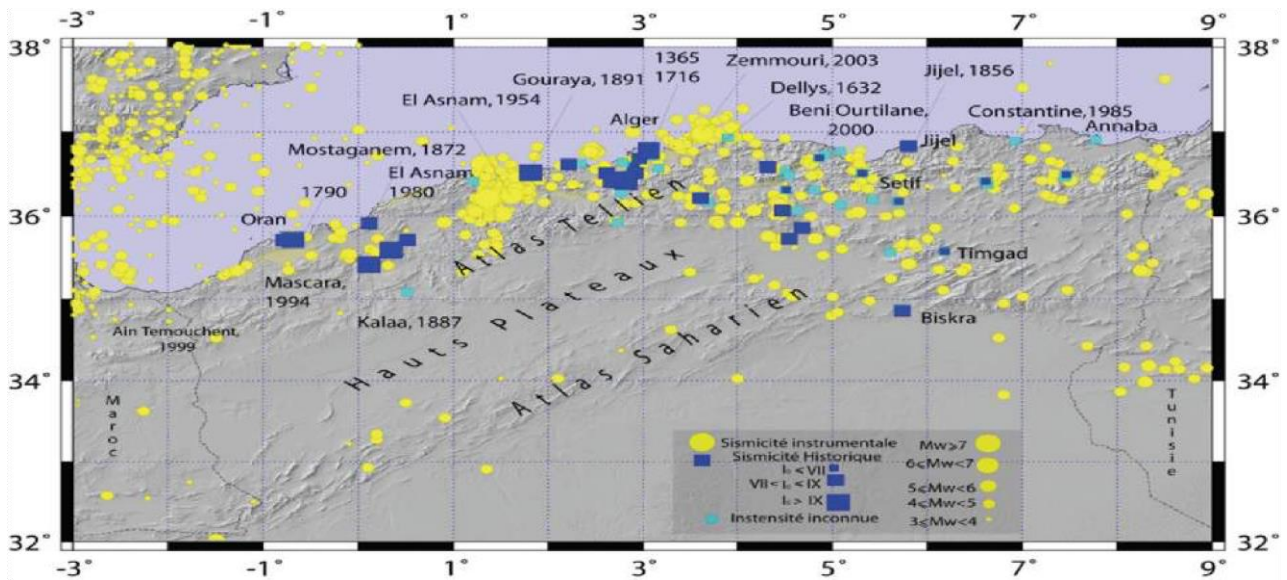 -3° -1° 1° 3° 5° 7° 9°
38° 38°
1365 Zemmouri, 2003 Jijel, 1856
Gouraya, 1891 1716
El Asnam, 1954 Dellys, 1632
Alger Beni Ourtilane, Constantine, 1985
2000 Annaba
Mostaganem, 1872 Jijel
El Asnam
1790 1980 Setif
36° 36°
Oran
Atlas Tellien
Timgad
Mascara,
1994
Hauts Plateaux
Kalaa, 1887 Biskra
Ain Temouchent,
1999
Atlas Saharien
34° 34°
Maroc
Tunisie
Sismicité instrumentale Mw⩾7
Sismicité Historique 6⩽Mw<7
I₀ ⩽ VII
VII < I₀ ⩽ IX 5⩽Mw<6
I₀ > IX 4⩽Mw<5
Instensité inconnue 3⩽Mw<4
32° 32°
-3° -1° 1° 3° 5° 7° 9°